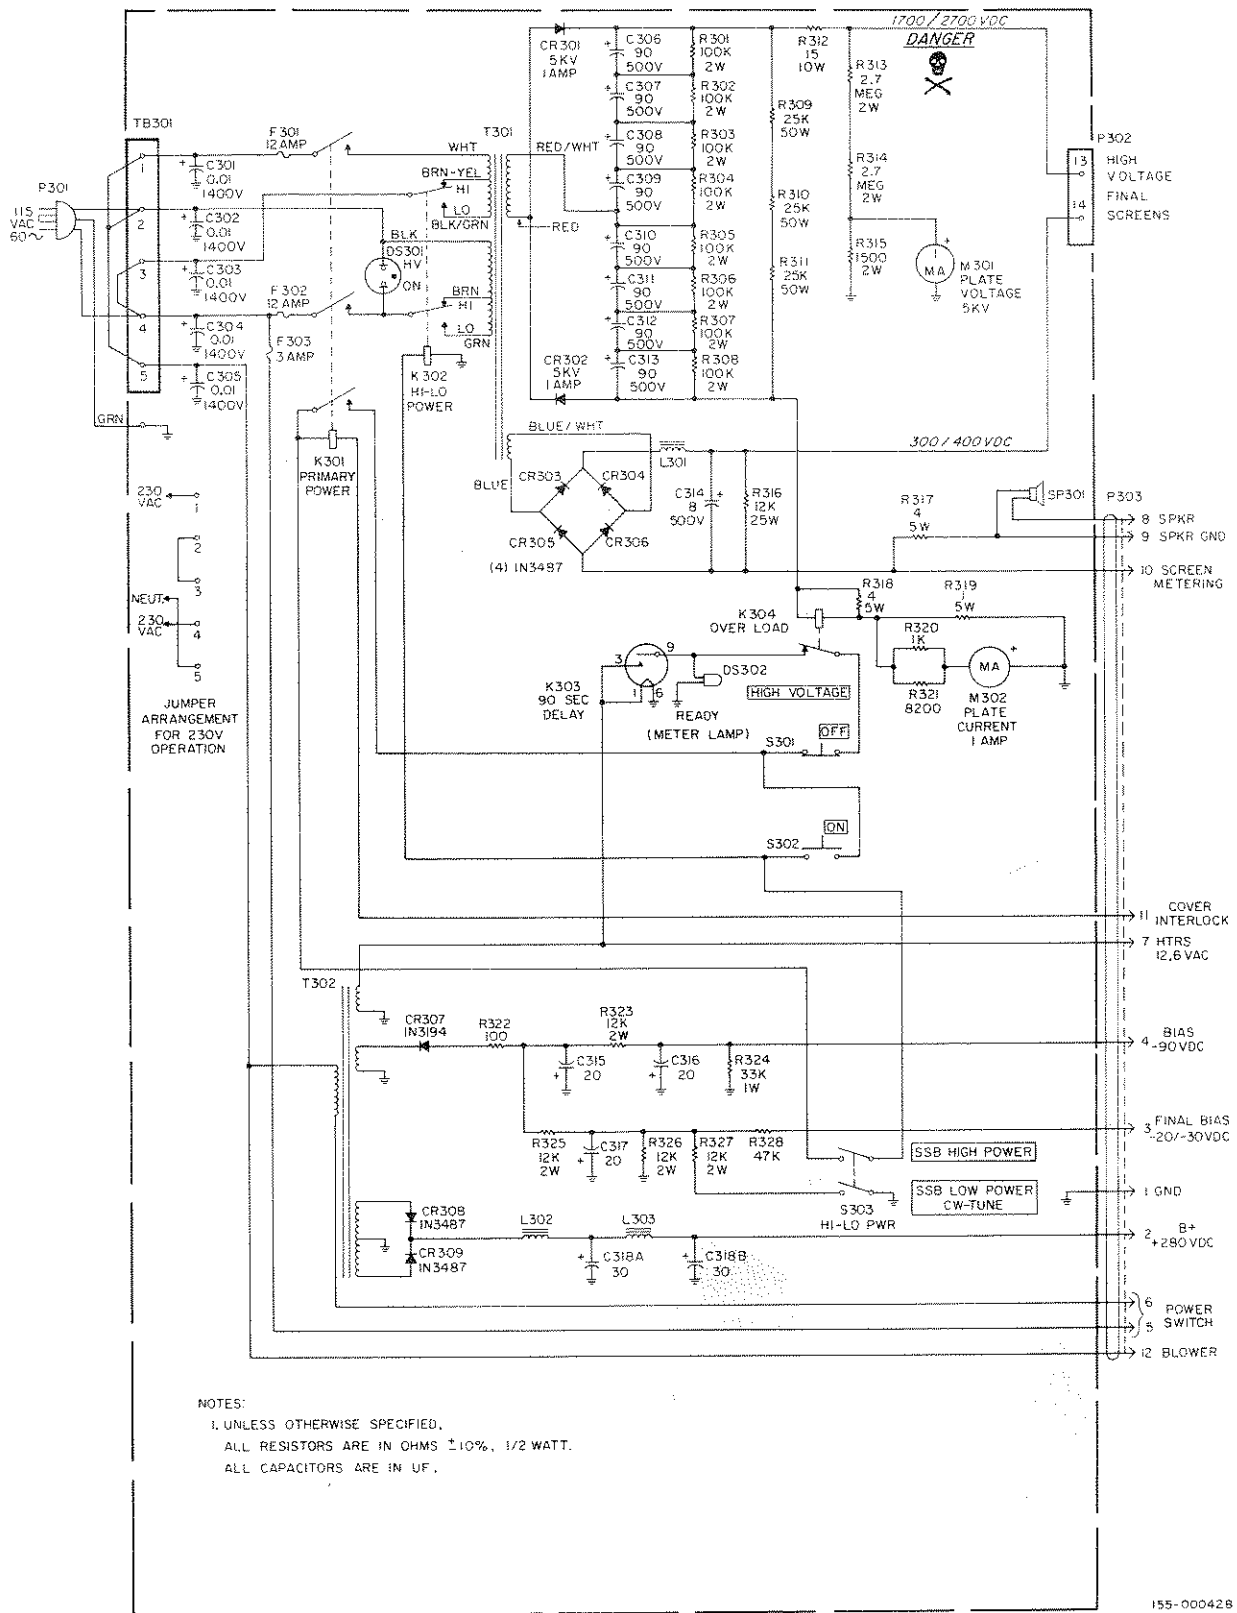 1700 / 2700 VDC
DANGER
CR301
5KV
1AMP
C306
90
500V
R301
100K
2W
R312
15
10W
R313
2.7
MEG
2W
C307
90
500V
R302
100K
2W
R309
25K
50W
TB301
F301
12 AMP
T301
C308
90
500V
R303
100K
2W
P302
13
HIGH
VOLTAGE
14
FINAL
SCREENS
WHT
RED/WHT
1
C301
0.01
1400V
BRN-YEL
HI
LO
BLK/GRN
RED
C309
90
500V
R304
100K
2W
R310
25K
50W
R314
2.7
MEG
2W
P301
115
VAC
60~
2
C302
0.01
1400V
BLK
DS301
HV
ON
C310
90
500V
R305
100K
2W
R315
1500
2W
MA
M301
PLATE
VOLTAGE
5KV
3
C303
0.01
1400V
F302
12 AMP
BRN
HI
LO
GRN
C311
90
500V
R306
100K
2W
R311
25K
50W
4
C304
0.01
1400V
F303
3 AMP
C312
90
500V
R307
100K
2W
5
C305
0.01
1400V
K302
HI-LO
POWER
CR302
5KV
1AMP
C313
90
500V
R308
100K
2W
GRN
K301
PRIMARY
POWER
BLUE/WHT
BLUE
300 / 400 VDC
CR303
CR304
CR305
CR306
(4) IN3487
L301
C314
8
500V
R316
12K
25W
R317
4
5W
SP301
P303
8 SPKR
9 SPKR GND
10 SCREEN
METERING
230
VAC
1
2
3
NEUT.
230
VAC
4
5
JUMPER
ARRANGEMENT
FOR 230V
OPERATION
K304
OVER LOAD
R318
4
5W
R319
1
5W
R320
1K
R321
8200
MA
M302
PLATE
CURRENT
1 AMP
3
9
1
6
K303
90 SEC
DELAY
DS302
READY
(METER LAMP)
HIGH VOLTAGE
S301
OFF
S302
ON
11 COVER
INTERLOCK
7 HTRS
12.6 VAC
T302
CR307
IN3194
R322
100
R323
12K
2W
C315
20
C316
20
R324
33K
1W
4 BIAS
-90VDC
R325
12K
2W
C317
20
R326
12K
2W
R327
12K
2W
R328
47K
3 FINAL BIAS
-20/-30VDC
SSB HIGH POWER
SSB LOW POWER
CW-TUNE
S303
HI-LO PWR
1 GND
CR308
IN3487
CR309
IN3487
L302
L303
C318A
30
C318B
30
2 B+
+280 VDC
6
5
POWER
SWITCH
12 BLOWER
NOTES:
1. UNLESS OTHERWISE SPECIFIED,
ALL RESISTORS ARE IN OHMS ±10%, 1/2 WATT.
ALL CAPACITORS ARE IN UF.
155-000428